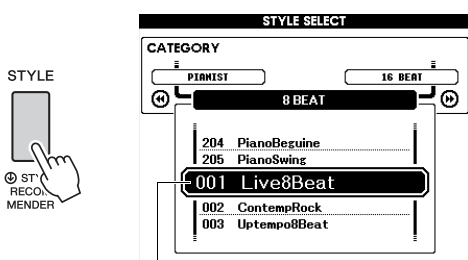 STYLE SELECT
CATEGORY
PIANIST
16 BEAT
8 BEAT
204 PianoBeguine
205 PianoSwing
001 Live8Beat
002 ContempRock
003 Uptempo8Beat
STYLE
MENDER